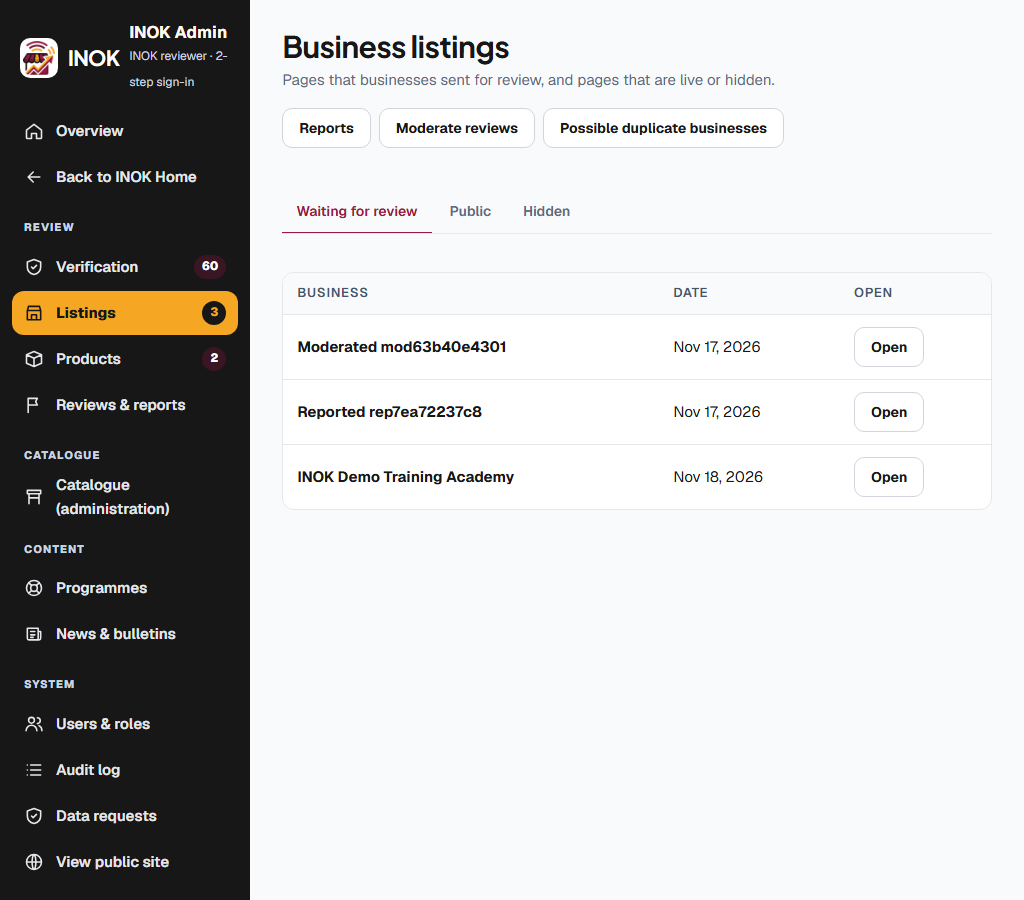 INOK
INOK Admin
INOK reviewer · 2-
step sign-in
Overview
Back to INOK Home
REVIEW
Verification 60
Listings 3
Products 2
Reviews & reports
CATALOGUE
Catalogue
(administration)
CONTENT
Programmes
News & bulletins
SYSTEM
Users & roles
Audit log
Data requests
View public site
Business listings
Pages that businesses sent for review, and pages that are live or hidden.
Reports Moderate reviews Possible duplicate businesses
Waiting for review Public Hidden
BUSINESS DATE OPEN
Moderated mod63b40e4301 Nov 17, 2026 Open
Reported rep7ea72237c8 Nov 17, 2026 Open
INOK Demo Training Academy Nov 18, 2026 Open